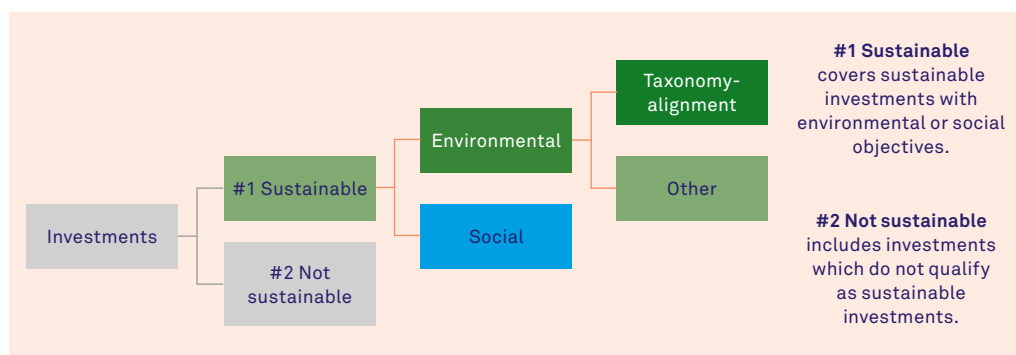 Investments
#1 Sustainable
#2 Not
sustainable
Environmental
Social
Taxonomy-
alignment
Other
#1 Sustainable
covers sustainable
investments with
environmental or social
objectives.
#2 Not sustainable
includes investments
which do not qualify
as sustainable
investments.